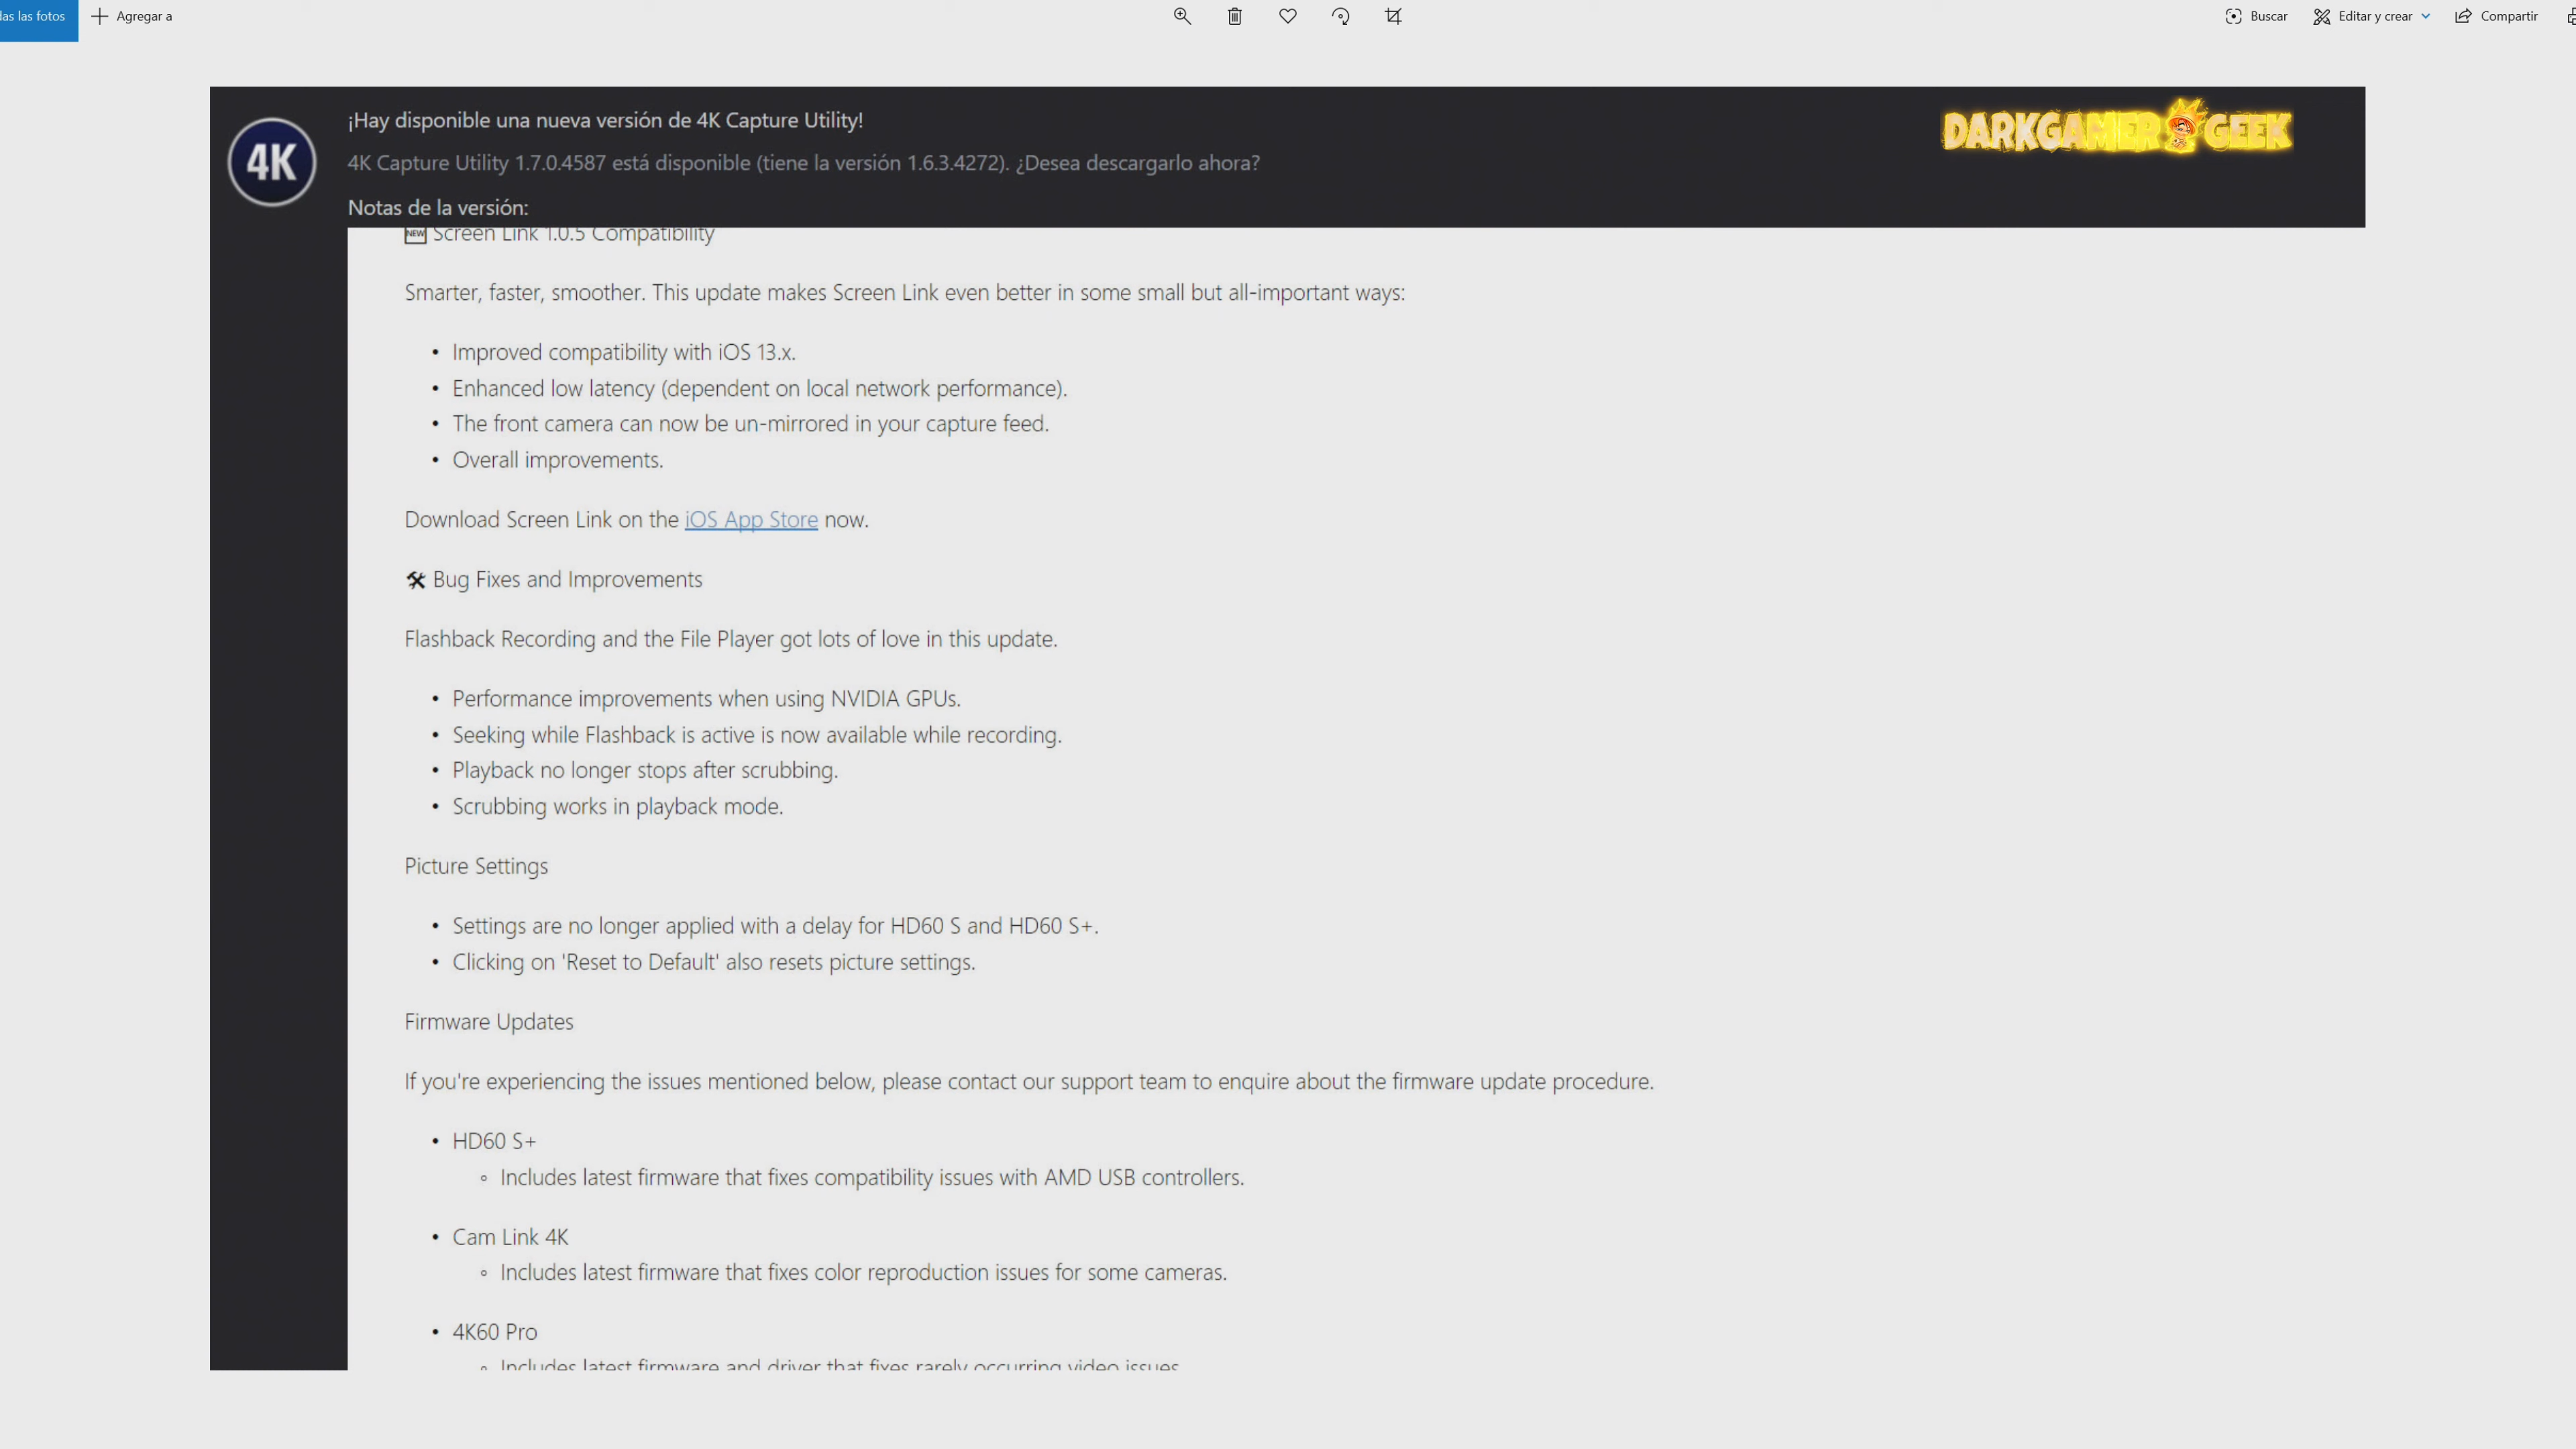 das las fotos
Agregar a
Buscar
Editar y crear
Compartir
4K
¡Hay disponible una nueva versión de 4K Capture Utility!
4K Capture Utility 1.7.0.4587 está disponible (tiene la versión 1.6.3.4272). ¿Desea descargarlo ahora?
DARKGAMER GEEK
Notas de la versión:
NEW Screen Link 1.0.5 Compatibility
Smarter, faster, smoother. This update makes Screen Link even better in some small but all-important ways:
• Improved compatibility with iOS 13.x.
• Enhanced low latency (dependent on local network performance).
• The front camera can now be un-mirrored in your capture feed.
• Overall improvements.
Download Screen Link on the iOS App Store now.
🛠 Bug Fixes and Improvements
Flashback Recording and the File Player got lots of love in this update.
• Performance improvements when using NVIDIA GPUs.
• Seeking while Flashback is active is now available while recording.
• Playback no longer stops after scrubbing.
• Scrubbing works in playback mode.
Picture Settings
• Settings are no longer applied with a delay for HD60 S and HD60 S+.
• Clicking on 'Reset to Default' also resets picture settings.
Firmware Updates
If you're experiencing the issues mentioned below, please contact our support team to enquire about the firmware update procedure.
• HD60 S+
◦ Includes latest firmware that fixes compatibility issues with AMD USB controllers.
• Cam Link 4K
◦ Includes latest firmware that fixes color reproduction issues for some cameras.
• 4K60 Pro
◦ Includes latest firmware and driver that fixes rarely occurring video issues